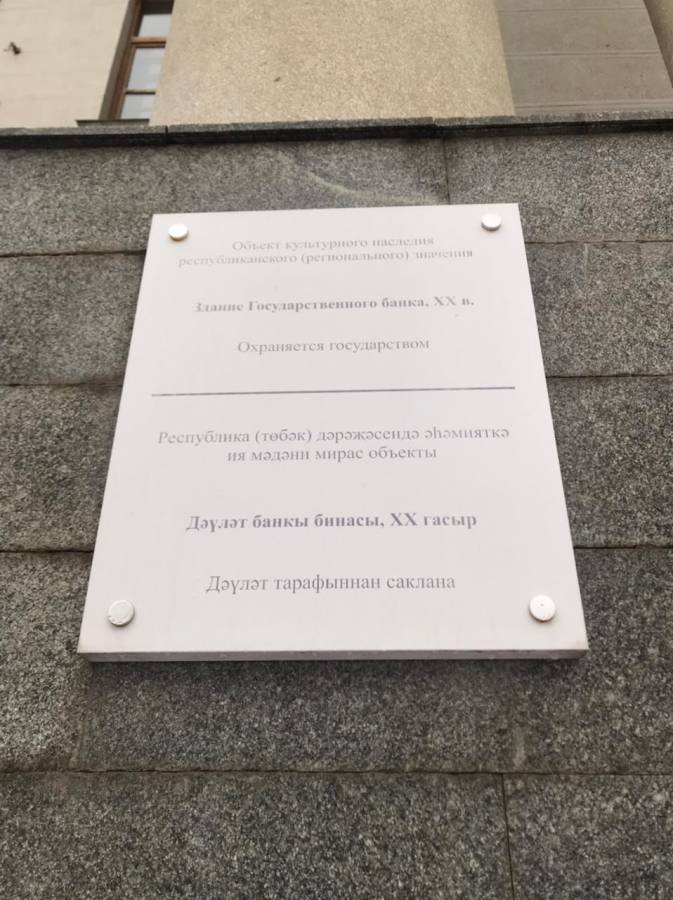 Объект культурного наследия
республиканского (регионального) значения
Здание Государственного банка, XX в.
Охраняется государством
Республика (төбәк) дәрәҗәсендә әһәмияткә
ия мәдәни мирас объекты
Дәүләт банкы бинасы, XX гасыр
Дәүләт тарафыннан саклана